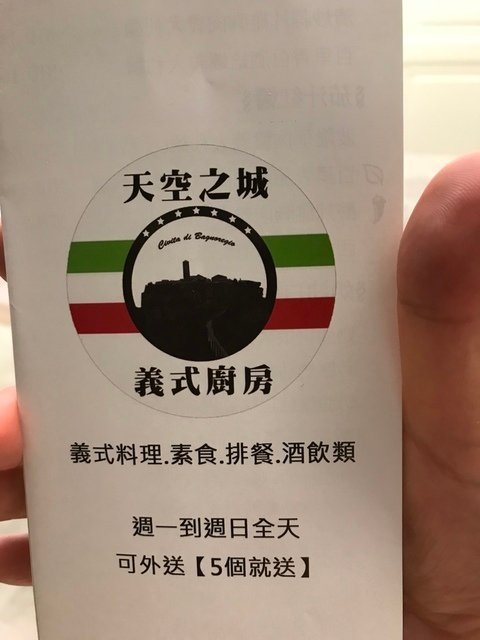 天空之城
Civita di Bagnoregio
義式廚房
義式料理.素食.排餐.酒飲類
週一到週日全天
可外送【5個就送】